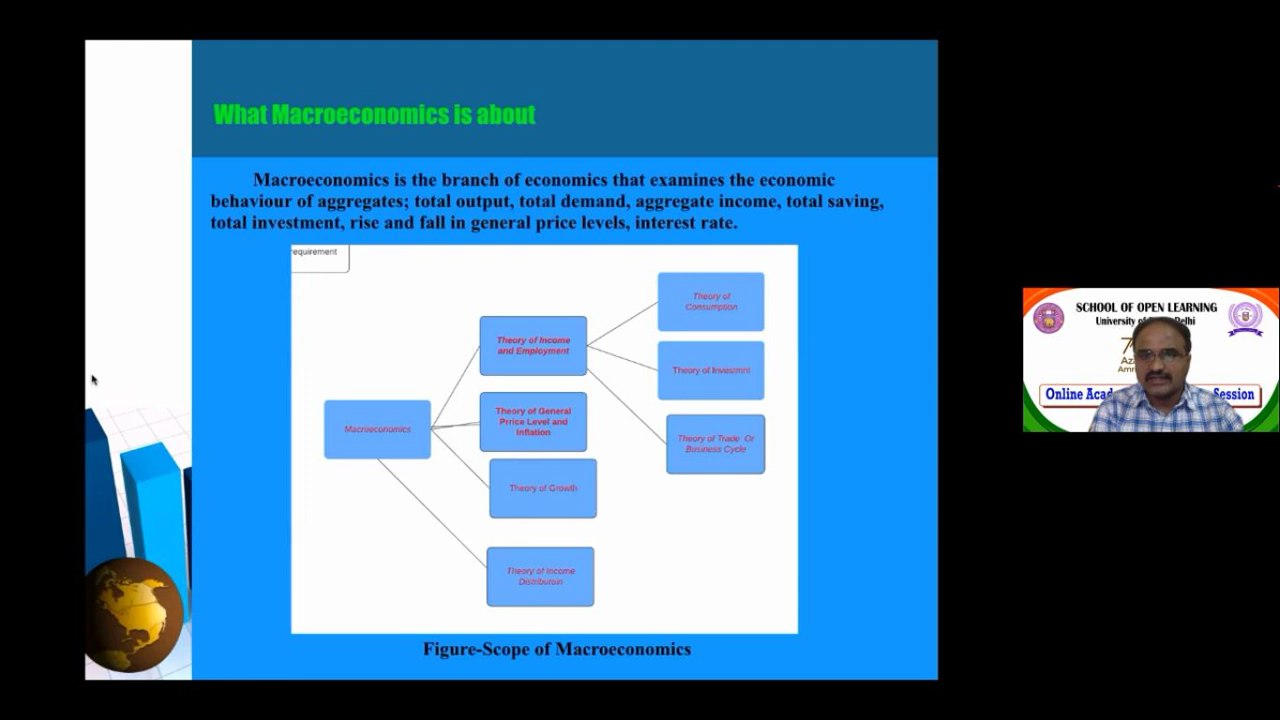 What Macroeconomics is about
Macroeconomics is the branch of economics that examines the economic
behaviour of aggregates; total output, total demand, aggregate income, total saving,
total investment, rise and fall in general price levels, interest rate.
equirement
Theory of
Consumption
Theory of Income
and Employment
Theory of Investmnt
Theory of General
Prrice Level and
Inflation
Macroeconomics
Theory of Trade Or
Business Cycle
Theory of Growth
Theory of Income
Distributain
Figure-Scope of Macroeconomics
SCHOOL OF OPEN LEARNING
University of Delhi
Online Session